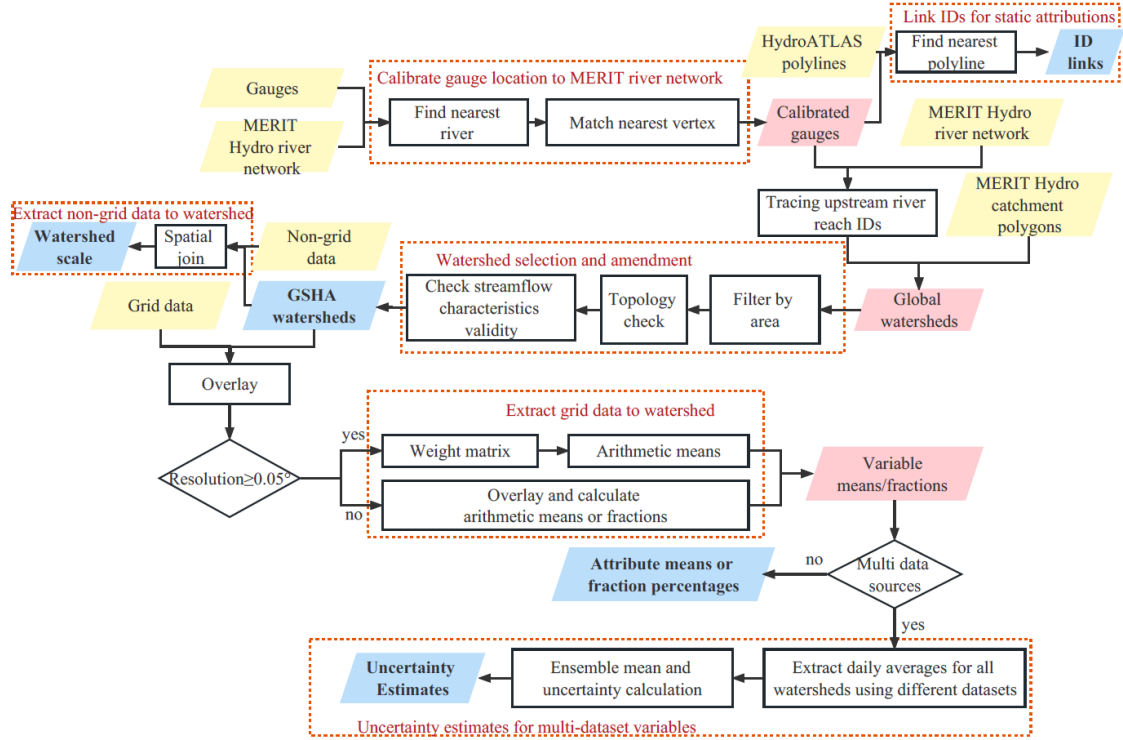 Link IDs for static attributions
HydroATLAS
polylines
Find nearest
polyline
ID
links
Calibrate gauge location to MERIT river network
Gauges
MERIT
Hydro river
network
Find nearest
river
Match nearest vertex
Calibrated
gauges
MERIT Hydro
river network
Tracing upstream river
reach IDs
MERIT Hydro
catchment
polygons
Extract non-grid data to watershed
Watershed
scale
Spatial
join
Non-grid
data
Watershed selection and amendment
Grid data
GSHA
watersheds
Check streamflow
characteristics
validity
Topology
check
Filter by
area
Global
watersheds
Overlay
Extract grid data to watershed
Resolution≥0.05°
yes
Weight matrix
Arithmetic means
no
Overlay and calculate
arithmetic means or fractions
Variable
means/fractions
Attribute means or
fraction percentages
no
Multi data
sources
yes
Uncertainty
Estimates
Ensemble mean and
uncertainty calculation
Extract daily averages for all
watersheds using different datasets
Uncertainty estimates for multi-dataset variables